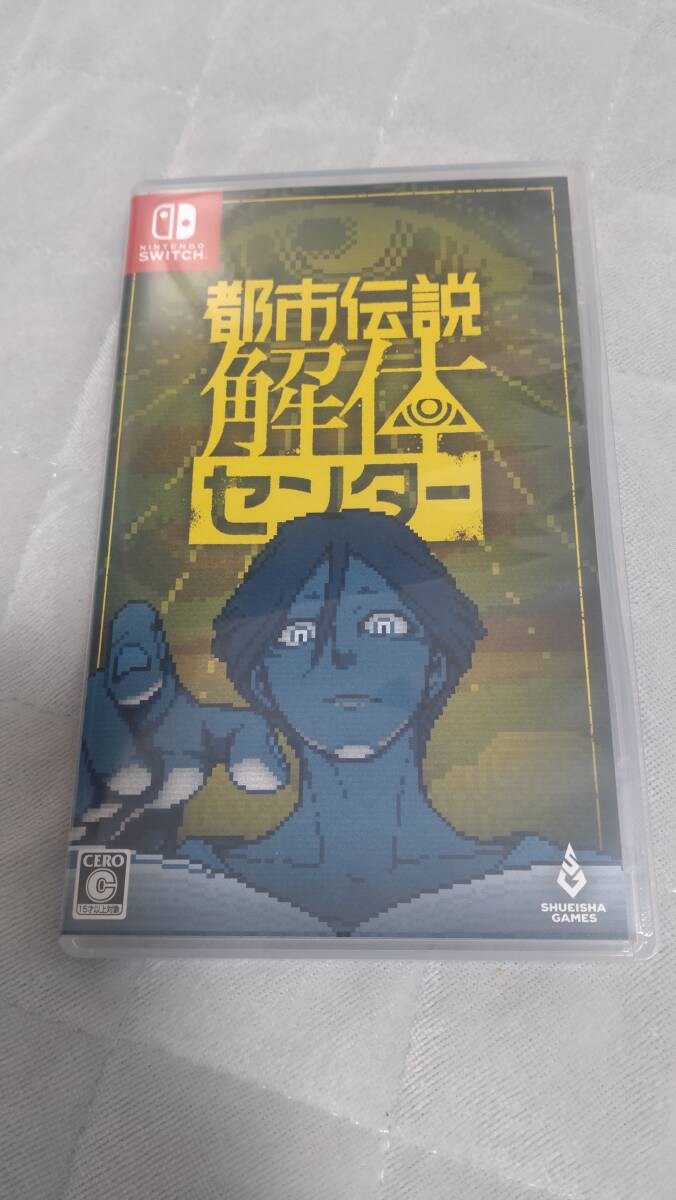 NINTENDO
SWITCH.
都市伝説
解体
センター
CERO
C
15才以上対象
SHUEISHA
GAMES